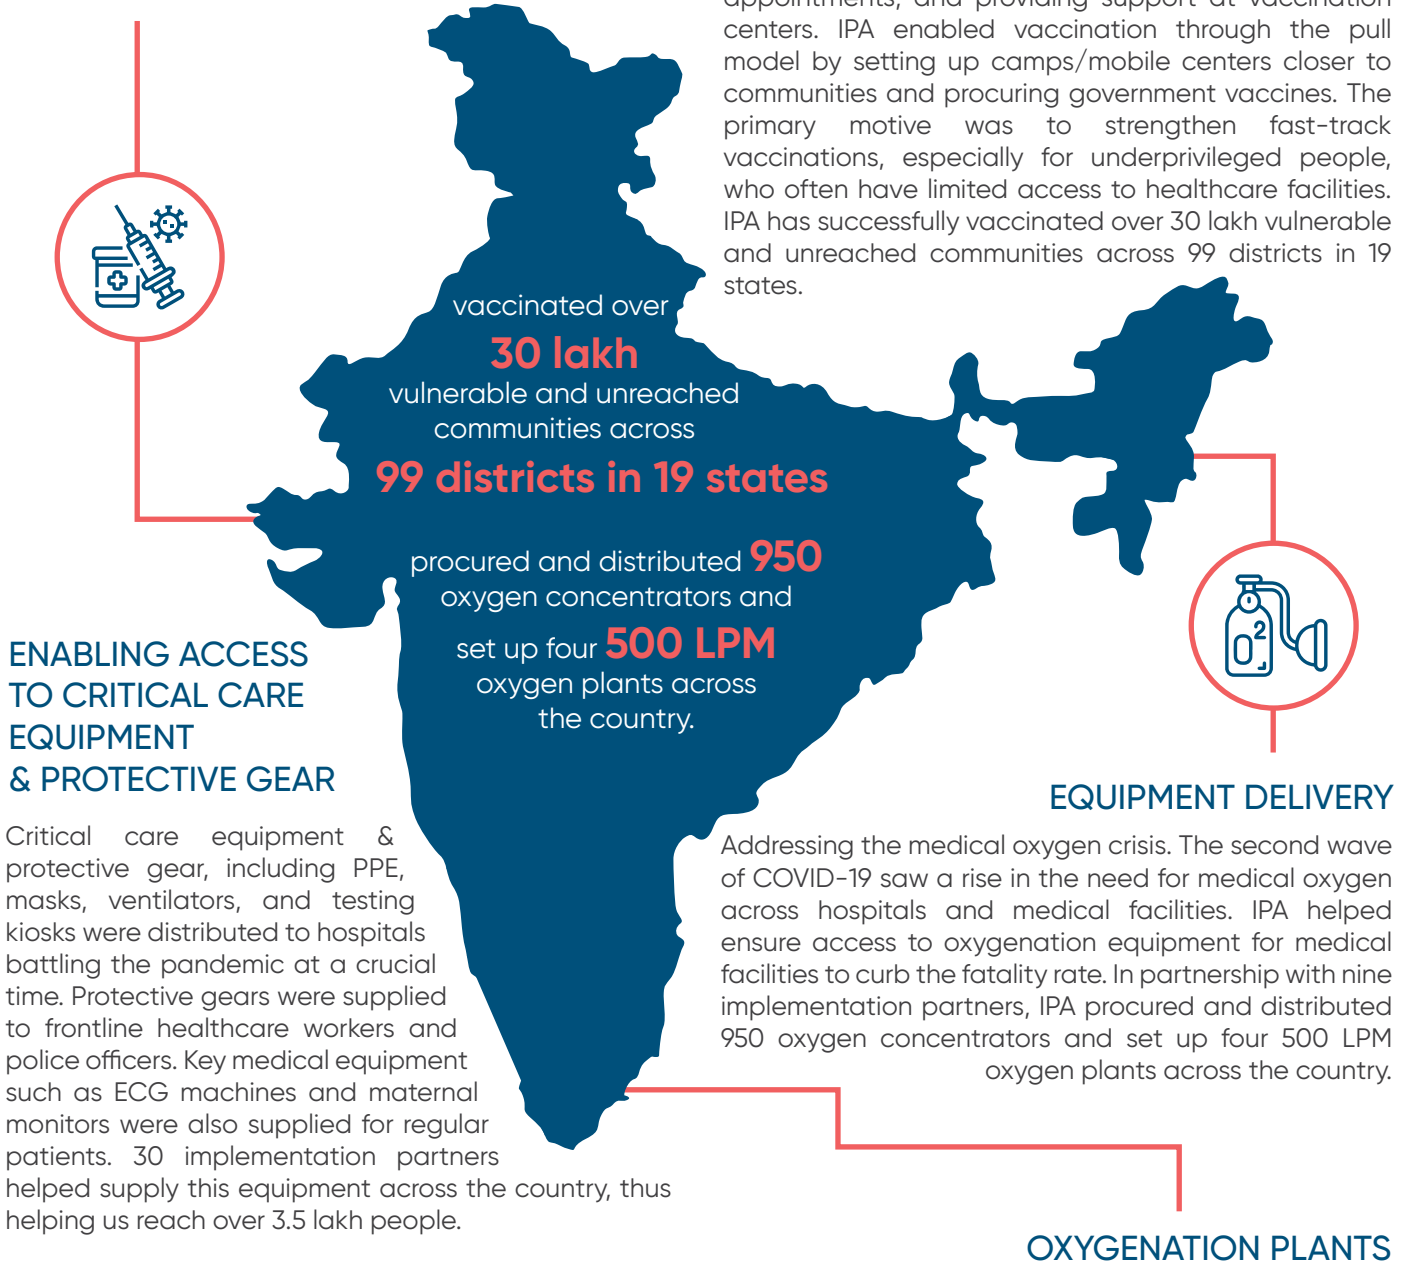 appointments, and providing support at vaccination
centers. IPA enabled vaccination through the pull
model by setting up camps/mobile centers closer to
communities and procuring government vaccines. The
primary motive was to strengthen fast-track
vaccinations, especially for underprivileged people,
who often have limited access to healthcare facilities.
IPA has successfully vaccinated over 30 lakh vulnerable
and unreached communities across 99 districts in 19
states.
vaccinated over
30 lakh
vulnerable and unreached
communities across
99 districts in 19 states
procured and distributed 950
oxygen concentrators and
set up four 500 LPM
oxygen plants across
the country.
ENABLING ACCESS
TO CRITICAL CARE
EQUIPMENT
& PROTECTIVE GEAR
Critical care equipment &
protective gear, including PPE,
masks, ventilators, and testing
kiosks were distributed to hospitals
battling the pandemic at a crucial
time. Protective gears were supplied
to frontline healthcare workers and
police officers. Key medical equipment
such as ECG machines and maternal
monitors were also supplied for regular
patients. 30 implementation partners
helped supply this equipment across the country, thus
helping us reach over 3.5 lakh people.
O2
EQUIPMENT DELIVERY
Addressing the medical oxygen crisis. The second wave
of COVID-19 saw a rise in the need for medical oxygen
across hospitals and medical facilities. IPA helped
ensure access to oxygenation equipment for medical
facilities to curb the fatality rate. In partnership with nine
implementation partners, IPA procured and distributed
950 oxygen concentrators and set up four 500 LPM
oxygen plants across the country.
OXYGENATION PLANTS